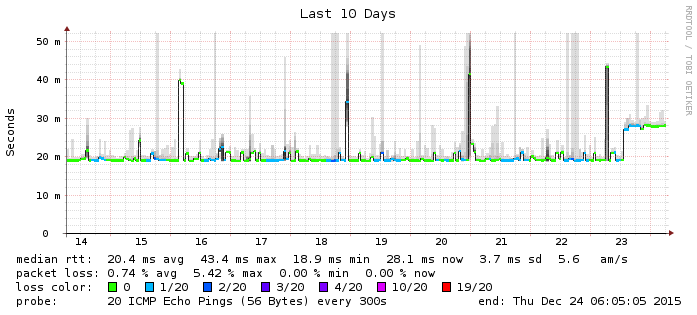 Last 10 Days
RRDTOOL / TOBI OETIKER
Seconds
50 m
40 m
30 m
20 m
10 m
0
14 15 16 17 18 19 20 21 22 23
median rtt: 20.4 ms avg 43.4 ms max 18.9 ms min 28.1 ms now 3.7 ms sd 5.6 am/s
packet loss: 0.74 % avg 5.42 % max 0.00 % min 0.00 % now
loss color: 0 1/20 2/20 3/20 4/20 10/20 19/20
probe: 20 ICMP Echo Pings (56 Bytes) every 300s end: Thu Dec 24 06:05:05 2015